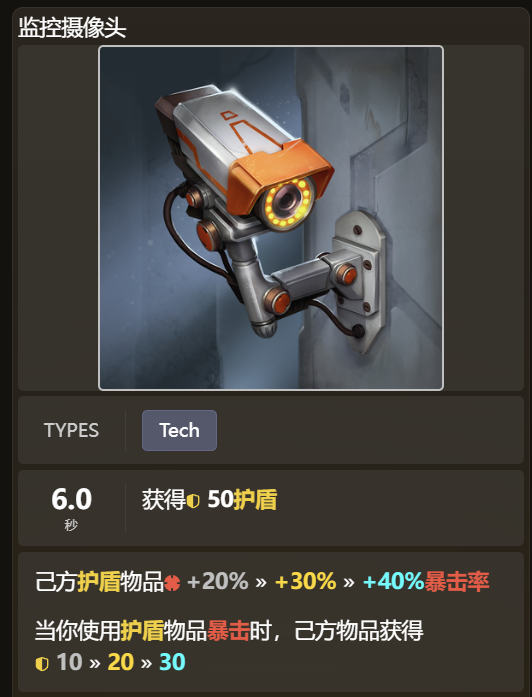 监控摄像头
TYPES Tech
6.0 获得 50护盾
秒
己方护盾物品 +20% » +30% » +40%暴击率
当你使用护盾物品暴击时，己方物品获得
10 » 20 » 30